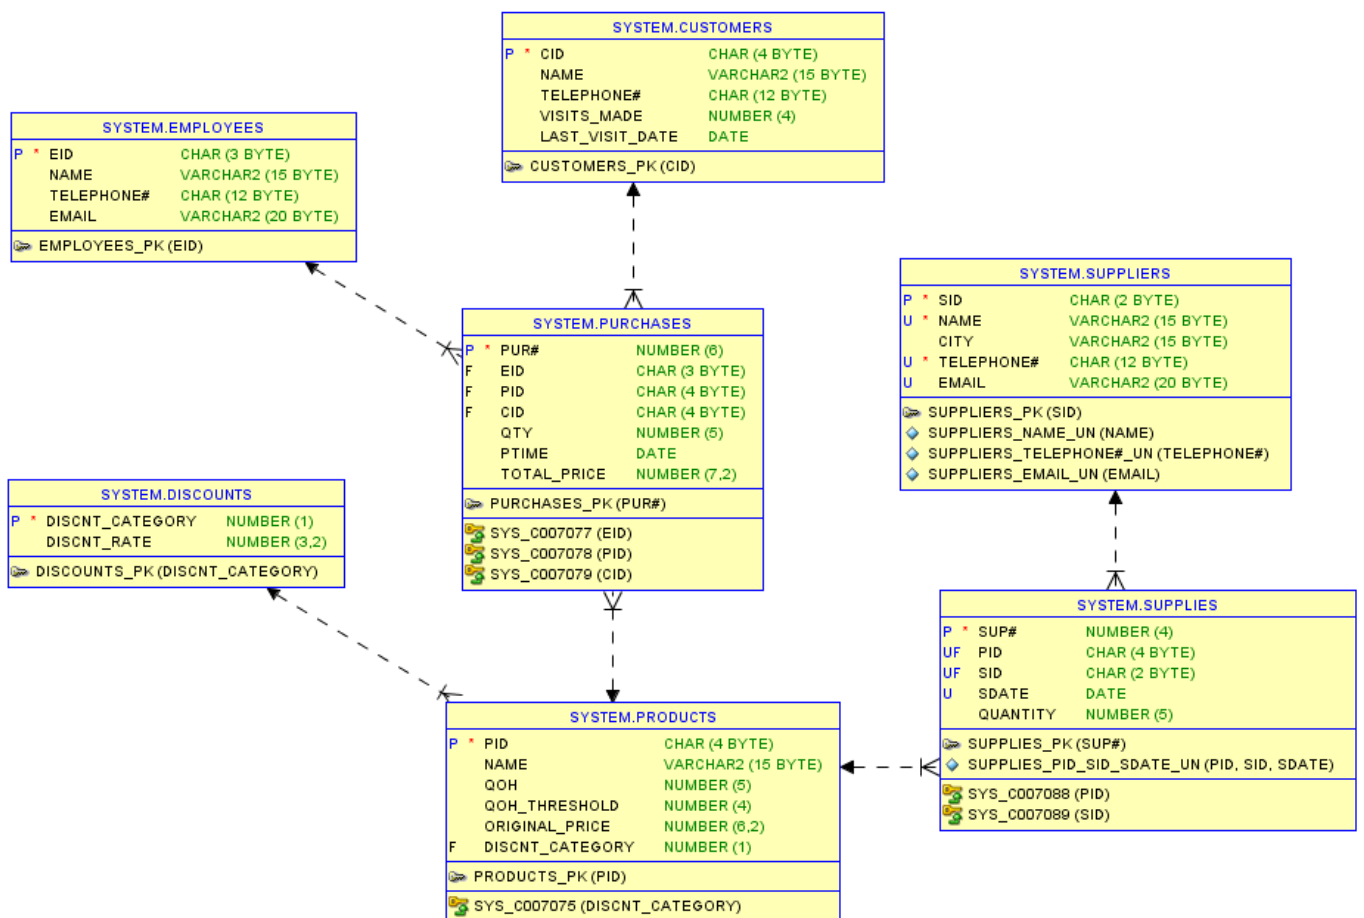 SYSTEM.CUSTOMERS
P * CID CHAR (4 BYTE)
NAME VARCHAR2 (15 BYTE)
TELEPHONE# CHAR (12 BYTE)
VISITS_MADE NUMBER (4)
LAST_VISIT_DATE DATE
CUSTOMERS_PK (CID)
SYSTEM.EMPLOYEES
P * EID CHAR (3 BYTE)
NAME VARCHAR2 (15 BYTE)
TELEPHONE# CHAR (12 BYTE)
EMAIL VARCHAR2 (20 BYTE)
EMPLOYEES_PK (EID)
SYSTEM.SUPPLIERS
P * SID CHAR (2 BYTE)
U * NAME VARCHAR2 (15 BYTE)
CITY VARCHAR2 (15 BYTE)
U * TELEPHONE# CHAR (12 BYTE)
U EMAIL VARCHAR2 (20 BYTE)
SUPPLIERS_PK (SID)
SUPPLIERS_NAME_UN (NAME)
SUPPLIERS_TELEPHONE#_UN (TELEPHONE#)
SUPPLIERS_EMAIL_UN (EMAIL)
SYSTEM.PURCHASES
P * PUR# NUMBER (6)
F EID CHAR (3 BYTE)
F PID CHAR (4 BYTE)
F CID CHAR (4 BYTE)
QTY NUMBER (5)
PTIME DATE
TOTAL_PRICE NUMBER (7,2)
PURCHASES_PK (PUR#)
SYS_C007077 (EID)
SYS_C007078 (PID)
SYS_C007079 (CID)
SYSTEM.DISCOUNTS
P * DISCNT_CATEGORY NUMBER (1)
DISCNT_RATE NUMBER (3,2)
DISCOUNTS_PK (DISCNT_CATEGORY)
SYSTEM.SUPPLIES
P * SUP# NUMBER (4)
UF PID CHAR (4 BYTE)
UF SID CHAR (2 BYTE)
U SDATE DATE
QUANTITY NUMBER (5)
SUPPLIES_PK (SUP#)
SUPPLIES_PID_SID_SDATE_UN (PID, SID, SDATE)
SYS_C007088 (PID)
SYS_C007089 (SID)
SYSTEM.PRODUCTS
P * PID CHAR (4 BYTE)
NAME VARCHAR2 (15 BYTE)
QOH NUMBER (5)
QOH_THRESHOLD NUMBER (4)
ORIGINAL_PRICE NUMBER (6,2)
F DISCNT_CATEGORY NUMBER (1)
PRODUCTS_PK (PID)
SYS_C007075 (DISCNT_CATEGORY)